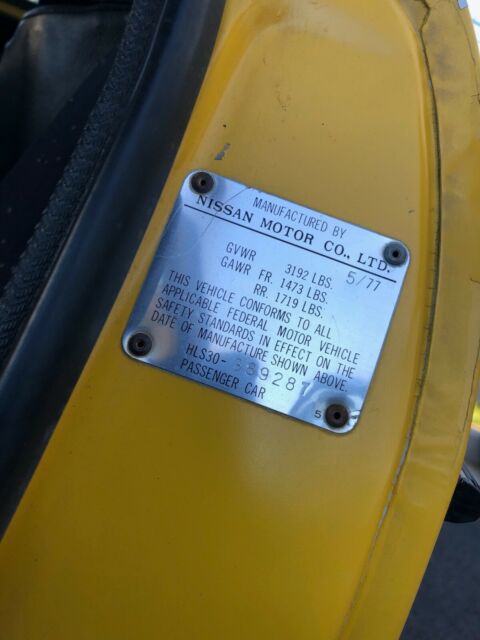 MANUFACTURED BY
NISSAN MOTOR CO., LTD.
5/77
GVWR 3192 LBS.
GAWR FR. 1473 LBS.
RR. 1719 LBS.
THIS VEHICLE CONFORMS TO ALL
APPLICABLE FEDERAL MOTOR VEHICLE
SAFETY STANDARDS IN EFFECT ON THE
DATE OF MANUFACTURE SHOWN ABOVE.
HLS30-389287
PASSENGER CAR
5